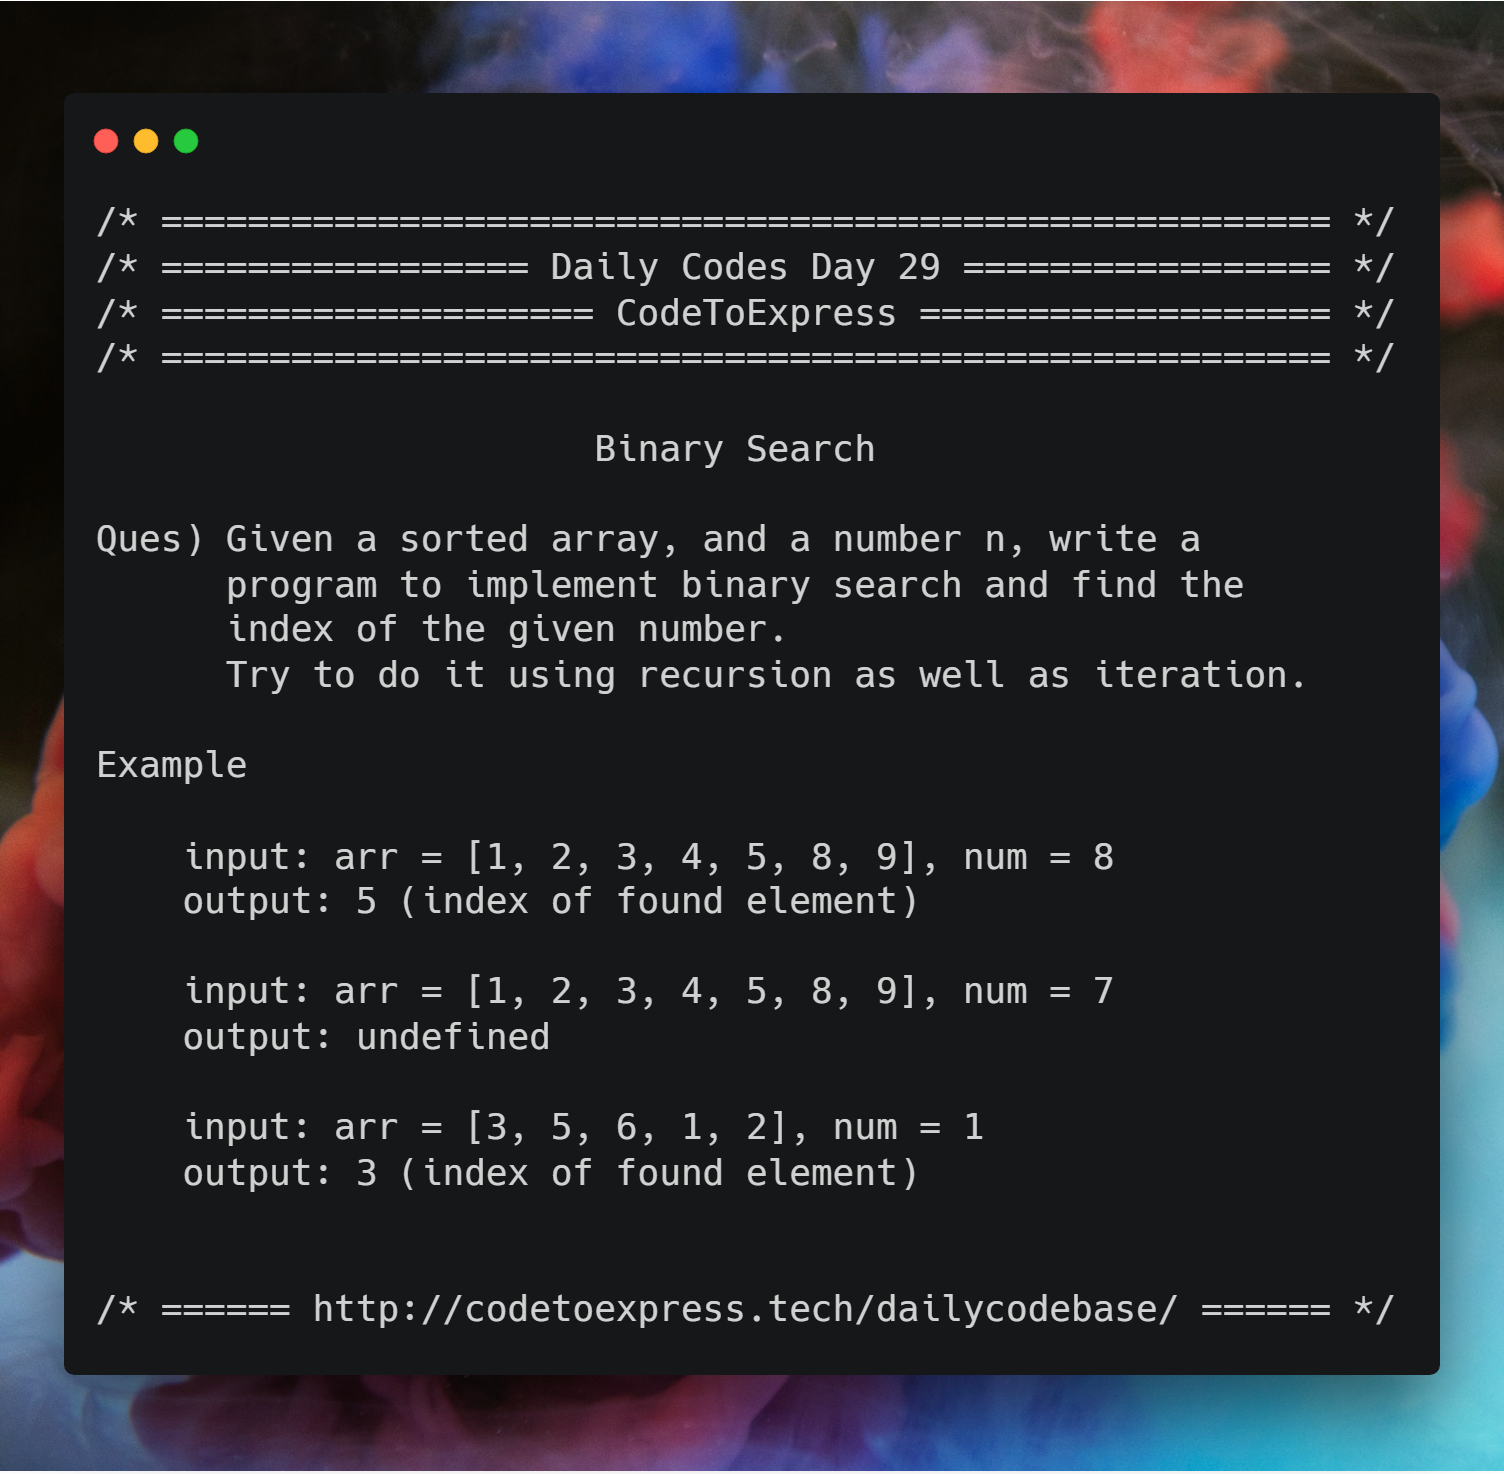 /* ====================================================== */
/* ================= Daily Codes Day 29 ================= */
/* ==================== CodeToExpress =================== */
/* ====================================================== */
Binary Search
Ques) Given a sorted array, and a number n, write a
program to implement binary search and find the
index of the given number.
Try to do it using recursion as well as iteration.
Example
input: arr = [1, 2, 3, 4, 5, 8, 9], num = 8
output: 5 (index of found element)
input: arr = [1, 2, 3, 4, 5, 8, 9], num = 7
output: undefined
input: arr = [3, 5, 6, 1, 2], num = 1
output: 3 (index of found element)
/* ====== http://codetoexpress.tech/dailycodebase/ ====== */